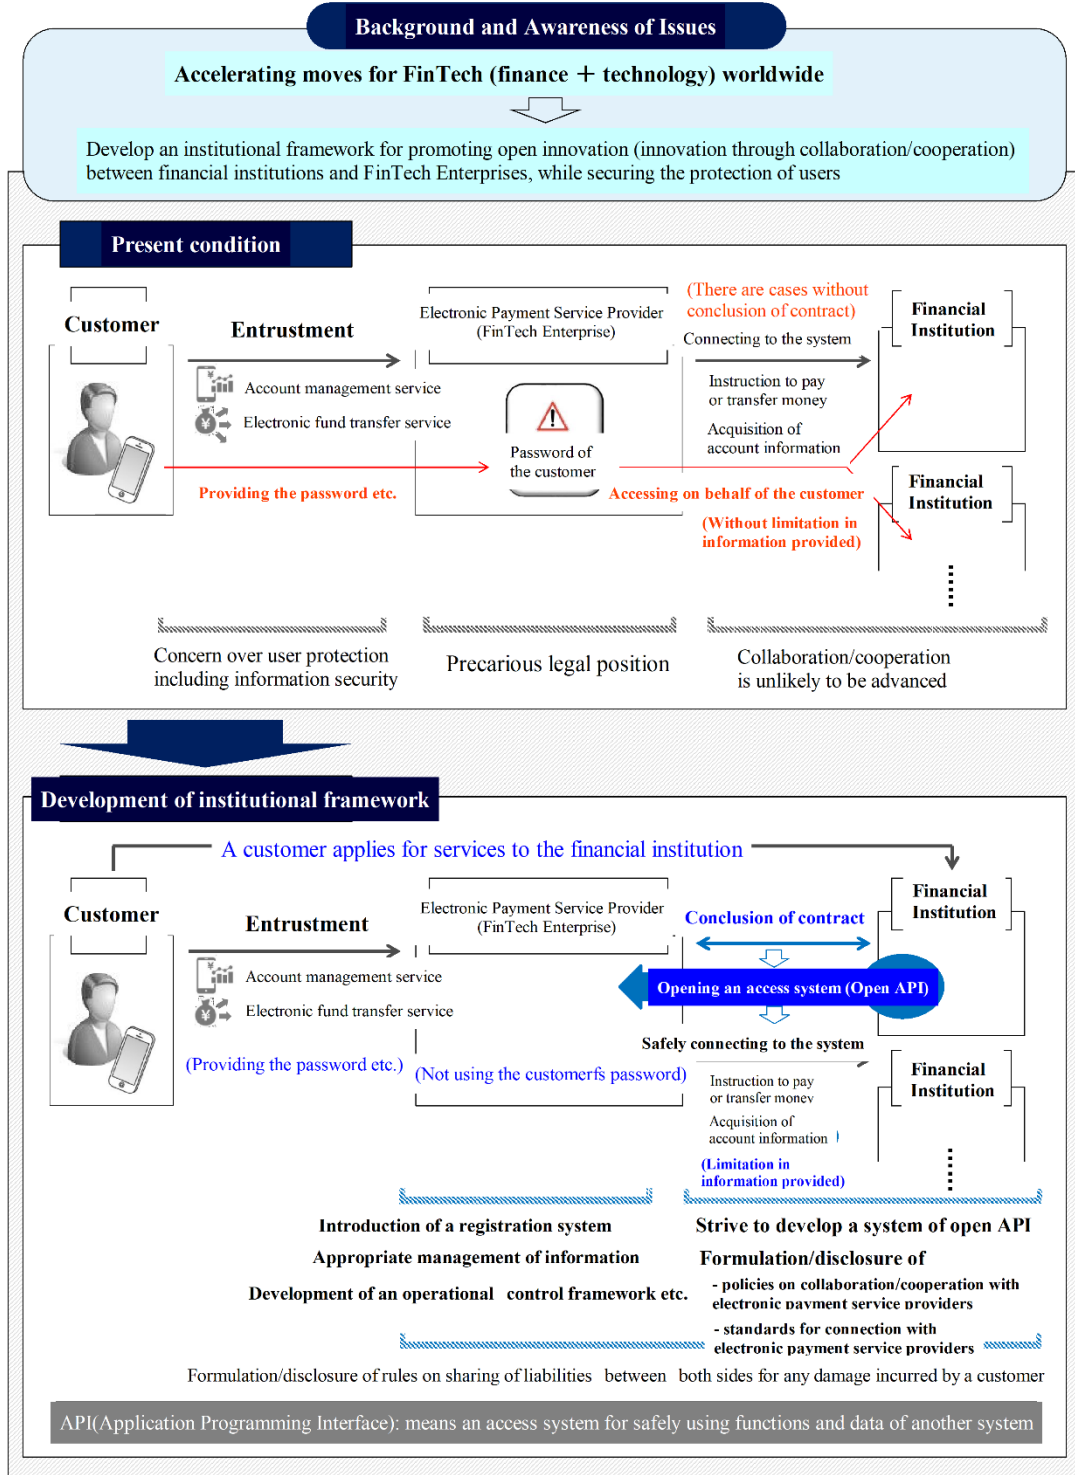 Background and Awareness of Issues
Accelerating moves for FinTech (finance + technology) worldwide
Develop an institutional framework for promoting open innovation (innovation through collaboration/cooperation)
between financial institutions and FinTech Enterprises, while securing the protection of users
Present condition
Customer
Entrustment
Account management service
Electronic fund transfer service
Providing the password etc.
Electronic Payment Service Provider
(FinTech Enterprise)
Password of
the customer
(There are cases without
conclusion of contract)
Connecting to the system
Instruction to pay
or transfer money
Acquisition of
account information
Accessing on behalf of the customer
(Without limitation in
information provided)
Financial
Institution
Financial
Institution
Concern over user protection
including information security
Precarious legal position
Collaboration/cooperation
is unlikely to be advanced
Development of institutional framework
A customer applies for services to the financial institution
Customer
Entrustment
Account management service
Electronic fund transfer service
(Providing the password etc.)
Electronic Payment Service Provider
(FinTech Enterprise)
(Not using the customerfs password)
Conclusion of contract
Opening an access system (Open API)
Safely connecting to the system
Instruction to pay
or transfer money
Acquisition of
account information
(Limitation in
information provided)
Financial
Institution
Financial
Institution
Introduction of a registration system
Appropriate management of information
Development of an operational control framework etc.
Strive to develop a system of open API
Formulation/disclosure of
- policies on collaboration/cooperation with
electronic payment service providers
- standards for connection with
electronic payment service providers
Formulation/disclosure of rules on sharing of liabilities between both sides for any damage incurred by a customer
API(Application Programming Interface): means an access system for safely using functions and data of another system